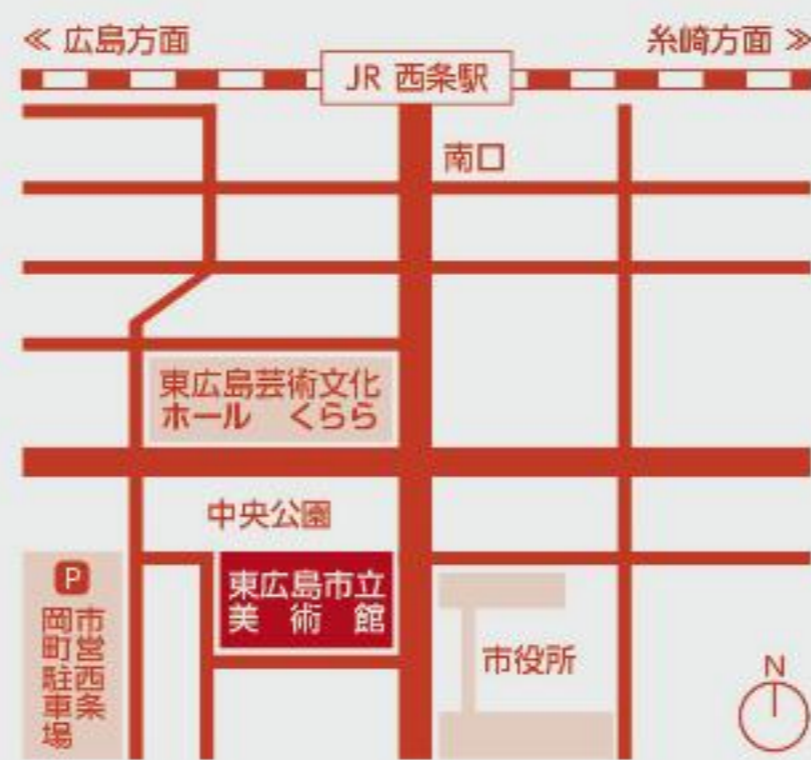 ≪ 広島方面
糸崎方面 ≫
JR 西条駅
南口
東広島芸術文化
ホール　くらら
中央公園
P
市営西条
岡町駐車場
東広島市立
美　術　館
市役所
N